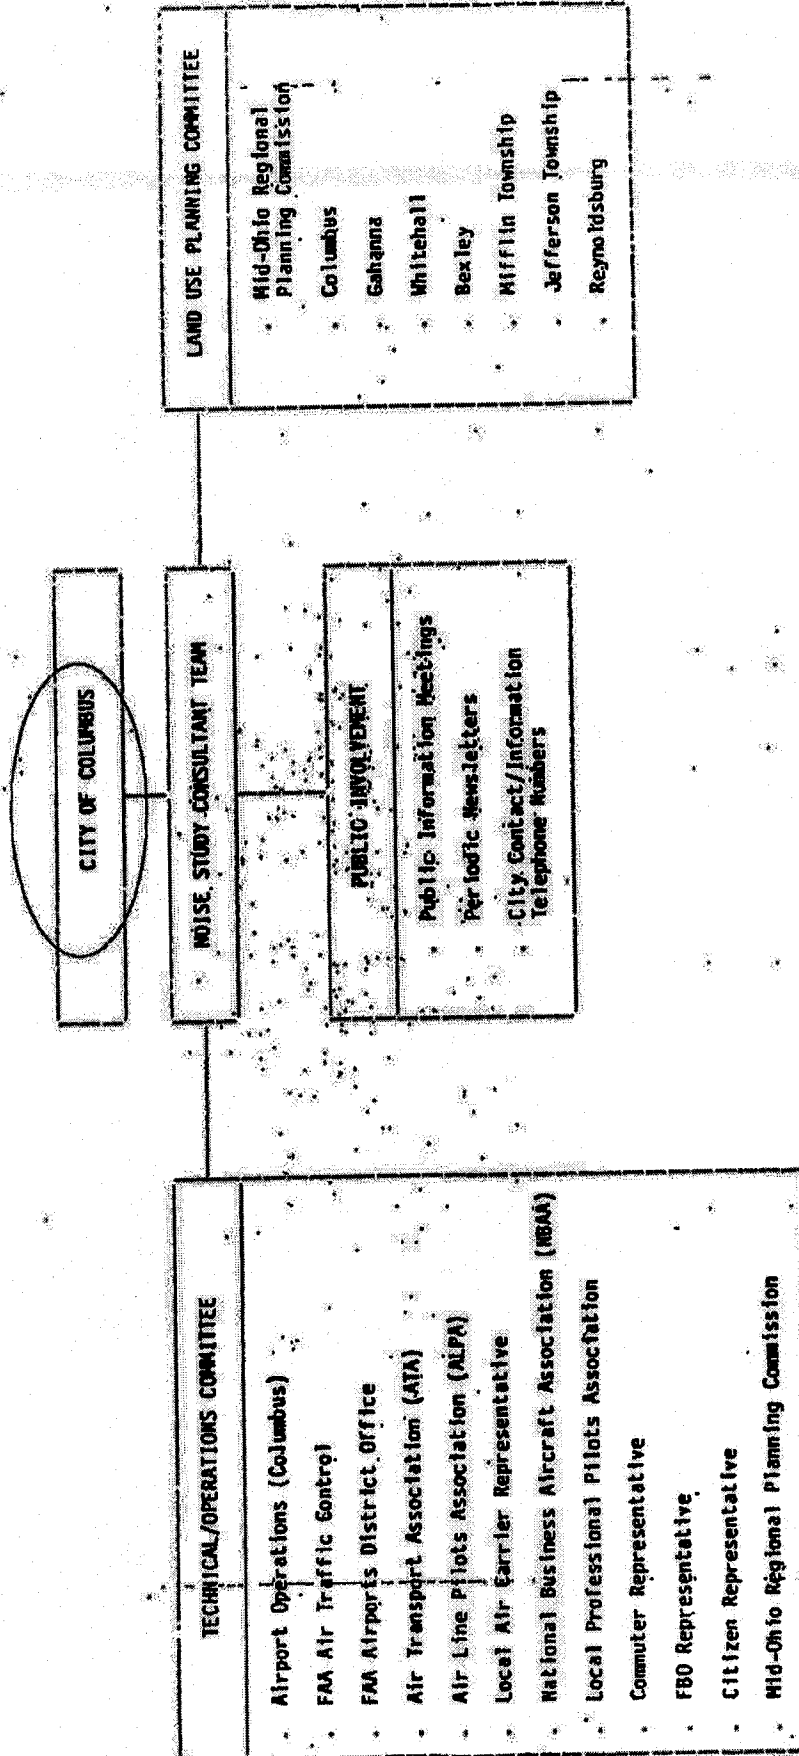 CITY OF COLUMBUS
NOISE STUDY CONSULTANT TEAM
TECHNICAL/OPERATIONS COMMITTEE
Airport Operations (Columbus)
FAA Air Traffic Control
FAA Airports District Office
Air Transport Association (ATA)
Air Line Pilots Association (ALPA)
Local Air Carrier Representative
National Business Aircraft Association (NBAA)
Local Professional Pilots Association
Commuter Representative
FBO Representative
Citizen Representative
Mid-Ohio Regional Planning Commission
PUBLIC INVOLVEMENT
Public Information Meetings
Periodic Newsletters
City Contact/Information
Telephone Numbers
LAND USE PLANNING COMMITTEE
Mid-Ohio Regional
Planning Commission
Columbus
Gahanna
Whitehall
Bexley
Mifflin Township
Jefferson Township
Reynoldsburg